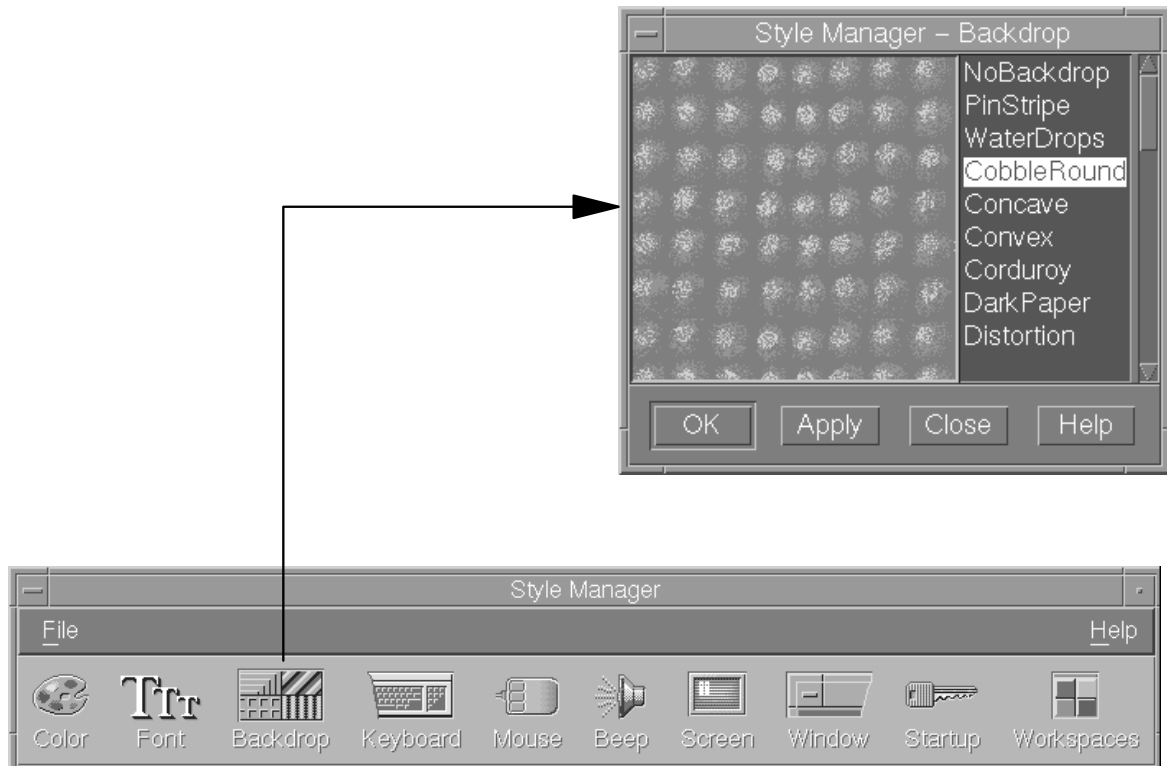 Style Manager – Backdrop
NoBackdrop
PinStripe
WaterDrops
CobbleRound
Concave
Convex
Corduroy
DarkPaper
Distortion
OK Apply Close Help
Style Manager
File Help
Color Font Backdrop Keyboard Mouse Beep Screen Window Startup Workspaces